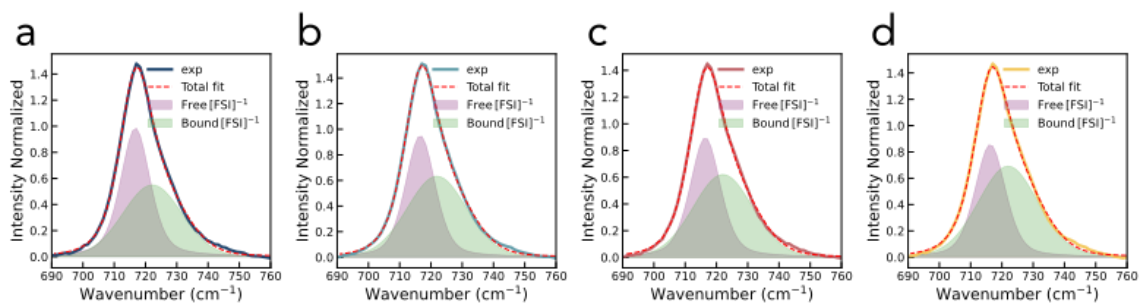 a
Intensity Normalized
1.4
1.2
1.0
0.8
0.6
0.4
0.2
0.0
exp
Total fit
Free [FSI]⁻¹
Bound [FSI]⁻¹
690 700 710 720 730 740 750 760
Wavenumber (cm⁻¹)
b
Intensity Normalized
1.4
1.2
1.0
0.8
0.6
0.4
0.2
0.0
exp
Total fit
Free [FSI]⁻¹
Bound [FSI]⁻¹
690 700 710 720 730 740 750 760
Wavenumber (cm⁻¹)
c
Intensity Normalized
1.4
1.2
1.0
0.8
0.6
0.4
0.2
0.0
exp
Total fit
Free [FSI]⁻¹
Bound [FSI]⁻¹
690 700 710 720 730 740 750 760
Wavenumber (cm⁻¹)
d
Intensity Normalized
1.4
1.2
1.0
0.8
0.6
0.4
0.2
0.0
exp
Total fit
Free [FSI]⁻¹
Bound [FSI]⁻¹
690 700 710 720 730 740 750 760
Wavenumber (cm⁻¹)